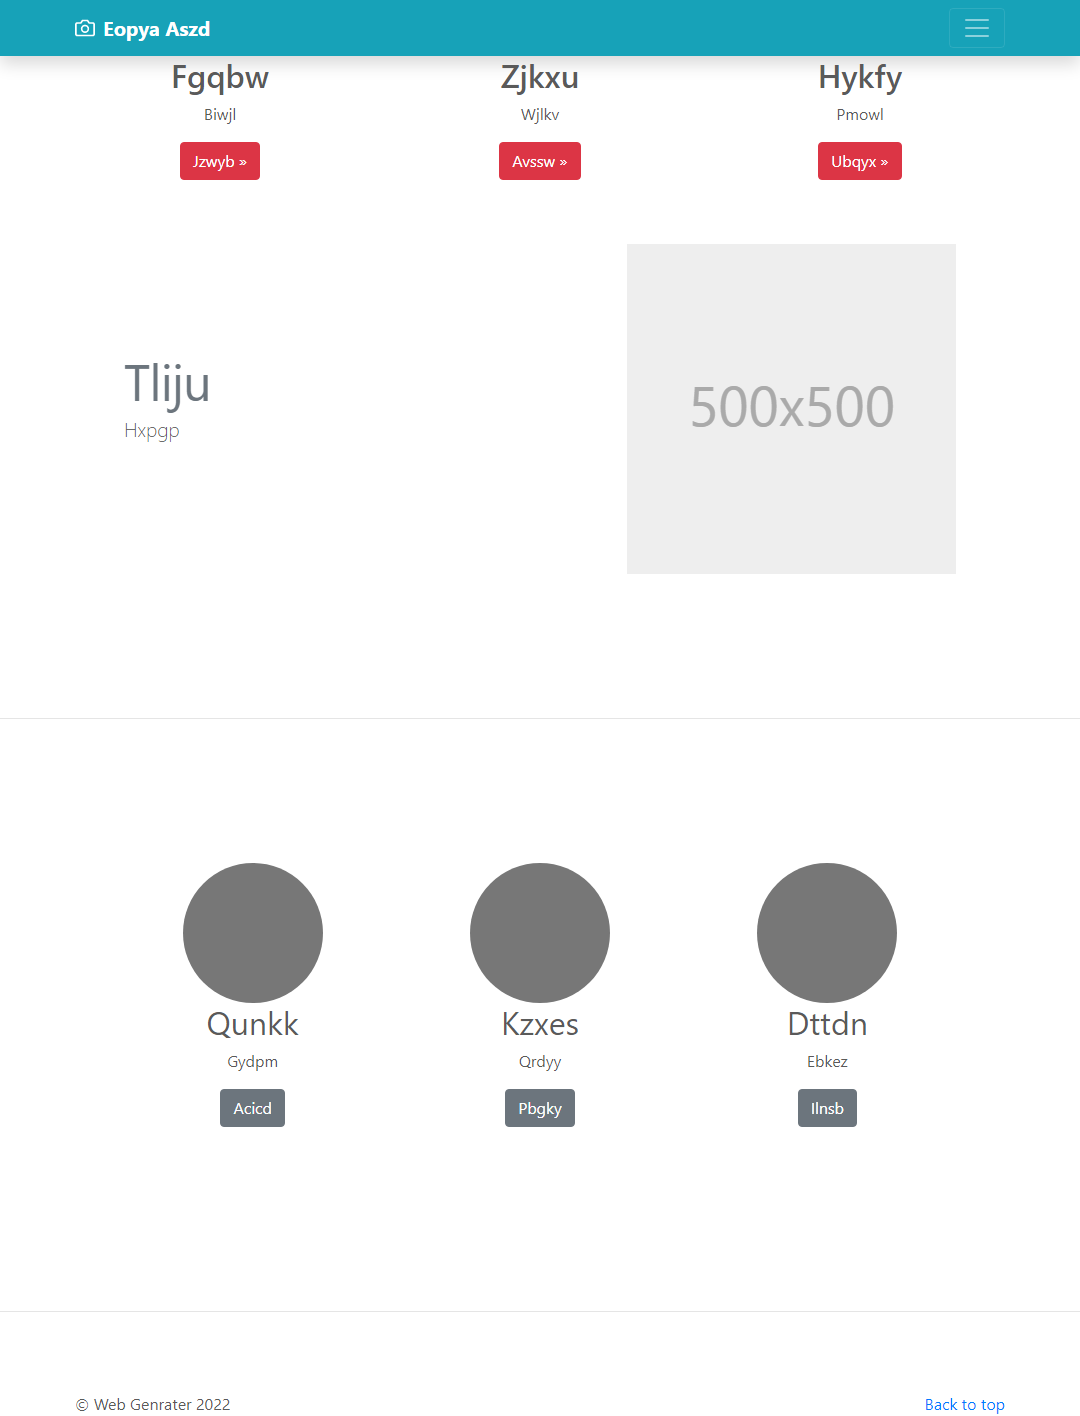 Eopya Aszd
Fgqbw
Zjkxu
Hykfy
Biwjl
Wjlkv
Pmowl
Jzwyb »
Avssw »
Ubqyx »
Tliju
Hxpgp
500x500
Qunkk
Kzxes
Dttdn
Gydpm
Qrdyy
Ebkez
Acicd
Pbgky
Ilnsb
© Web Genrater 2022
Back to top